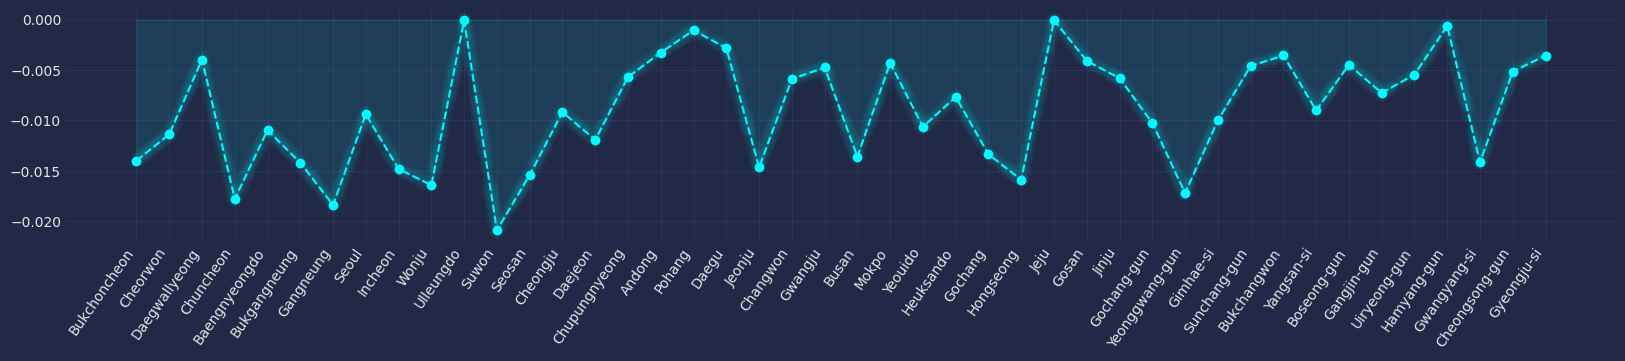 0.000
−0.005
−0.010
−0.015
−0.020
Bukchoncheon
Cheorwon
Daegwallyeong
Chuncheon
Baengnyeongdo
Bukgangneung
Gangneung
Seoul
Incheon
Wonju
Ulleungdo
Suwon
Seosan
Cheongju
Daejeon
Chupungnyeong
Andong
Pohang
Daegu
Jeonju
Changwon
Gwangju
Busan
Mokpo
Yeouido
Heuksando
Gochang
Hongseong
Jeju
Gosan
Jinju
Gochang-gun
Yeonggwang-gun
Gimhae-si
Sunchang-gun
Bukchangwon
Yangsan-si
Boseong-gun
Gangjin-gun
Uiryeong-gun
Hamyang-gun
Gwangyang-si
Cheongsong-gun
Gyeongju-si